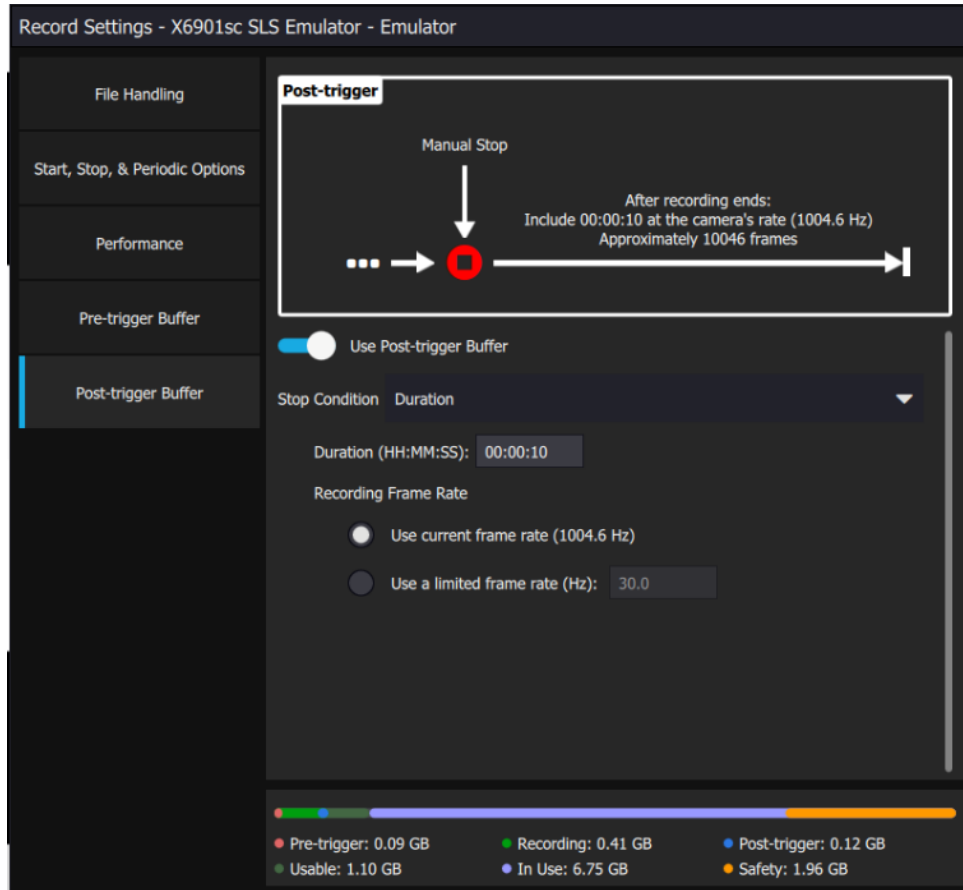 Record Settings - X6901sc SLS Emulator - Emulator
File Handling
Start, Stop, & Periodic Options
Performance
Pre-trigger Buffer
Post-trigger Buffer
Post-trigger
Manual Stop
After recording ends:
Include 00:00:10 at the camera's rate (1004.6 Hz)
Approximately 10046 frames
Use Post-trigger Buffer
Stop Condition Duration
Duration (HH:MM:SS): 00:00:10
Recording Frame Rate
Use current frame rate (1004.6 Hz)
Use a limited frame rate (Hz): 30.0
Pre-trigger: 0.09 GB Recording: 0.41 GB Post-trigger: 0.12 GB
Usable: 1.10 GB In Use: 6.75 GB Safety: 1.96 GB